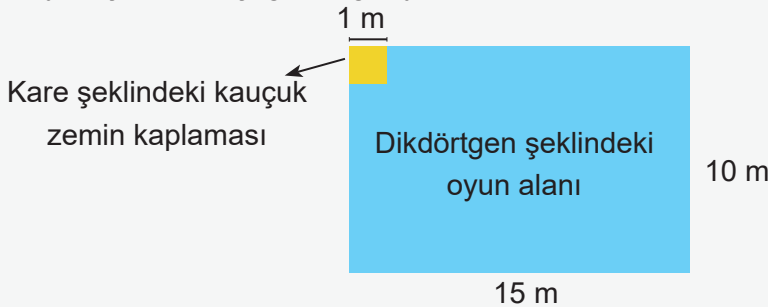 1 m
Kare şeklindeki kauçuk
zemin kaplaması
Dikdörtgen şeklindeki
oyun alanı
10 m
15 m